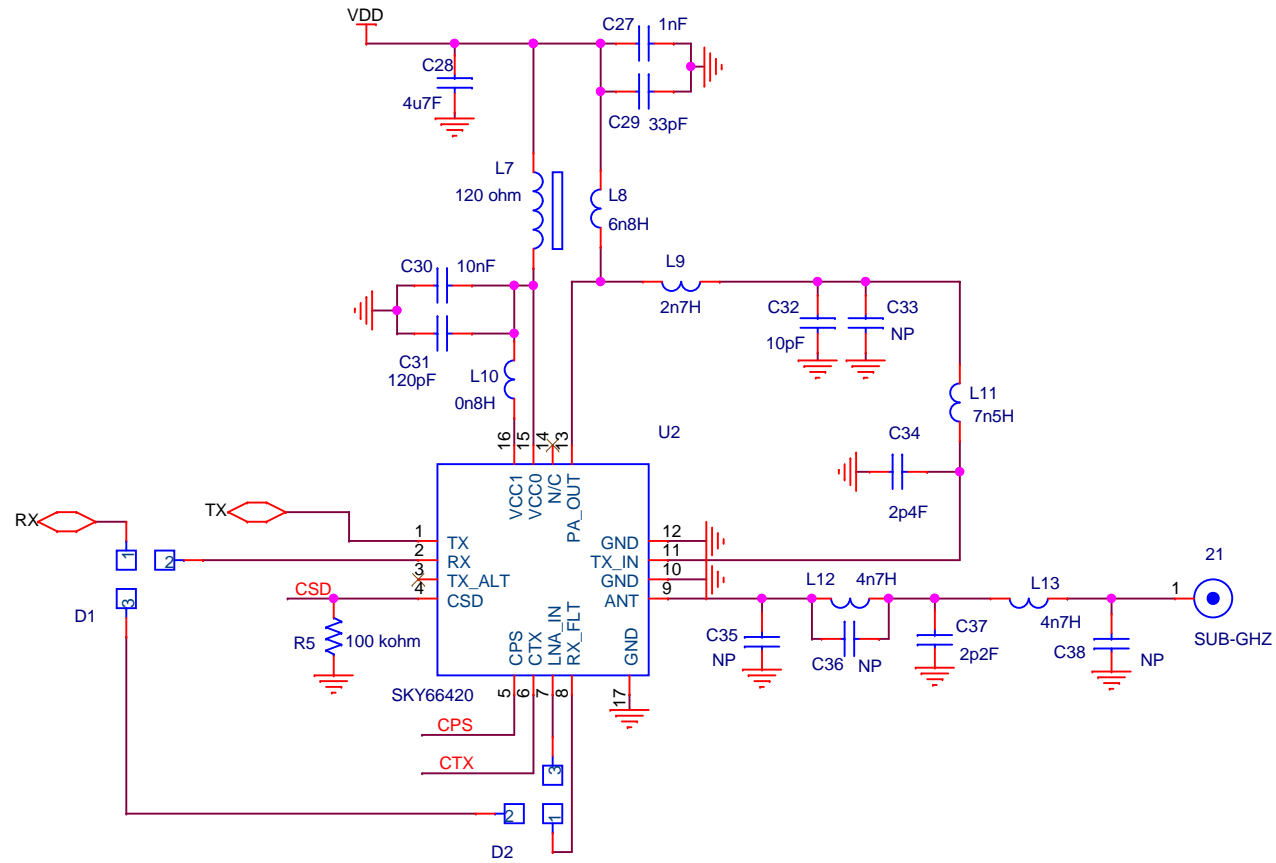 VDD
C27
1nF
C28
4u7F
C29
33pF
L7
120 ohm
L8
6n8H
C30
10nF
L9
2n7H
C32
10pF
C33
NP
C31
120pF
L10
0n8H
L11
7n5H
U2
C34
2p4F
16
15
14
13
VCC1
VCC0
N/C
PA_OUT
RX
TX
1
2
3
4
TX
RX
TX_ALT
CSD
12
11
10
9
GND
TX_IN
GND
ANT
CSD
1
2
3
D1
R5
100 kohm
CPS
CTX
LNA_IN
RX_FLT
GND
L12
4n7H
C35
NP
C36
NP
C37
2p2F
L13
4n7H
C38
NP
21
1
SUB-GHZ
SKY66420
5
6
7
8
17
CPS
CTX
3
2
1
D2